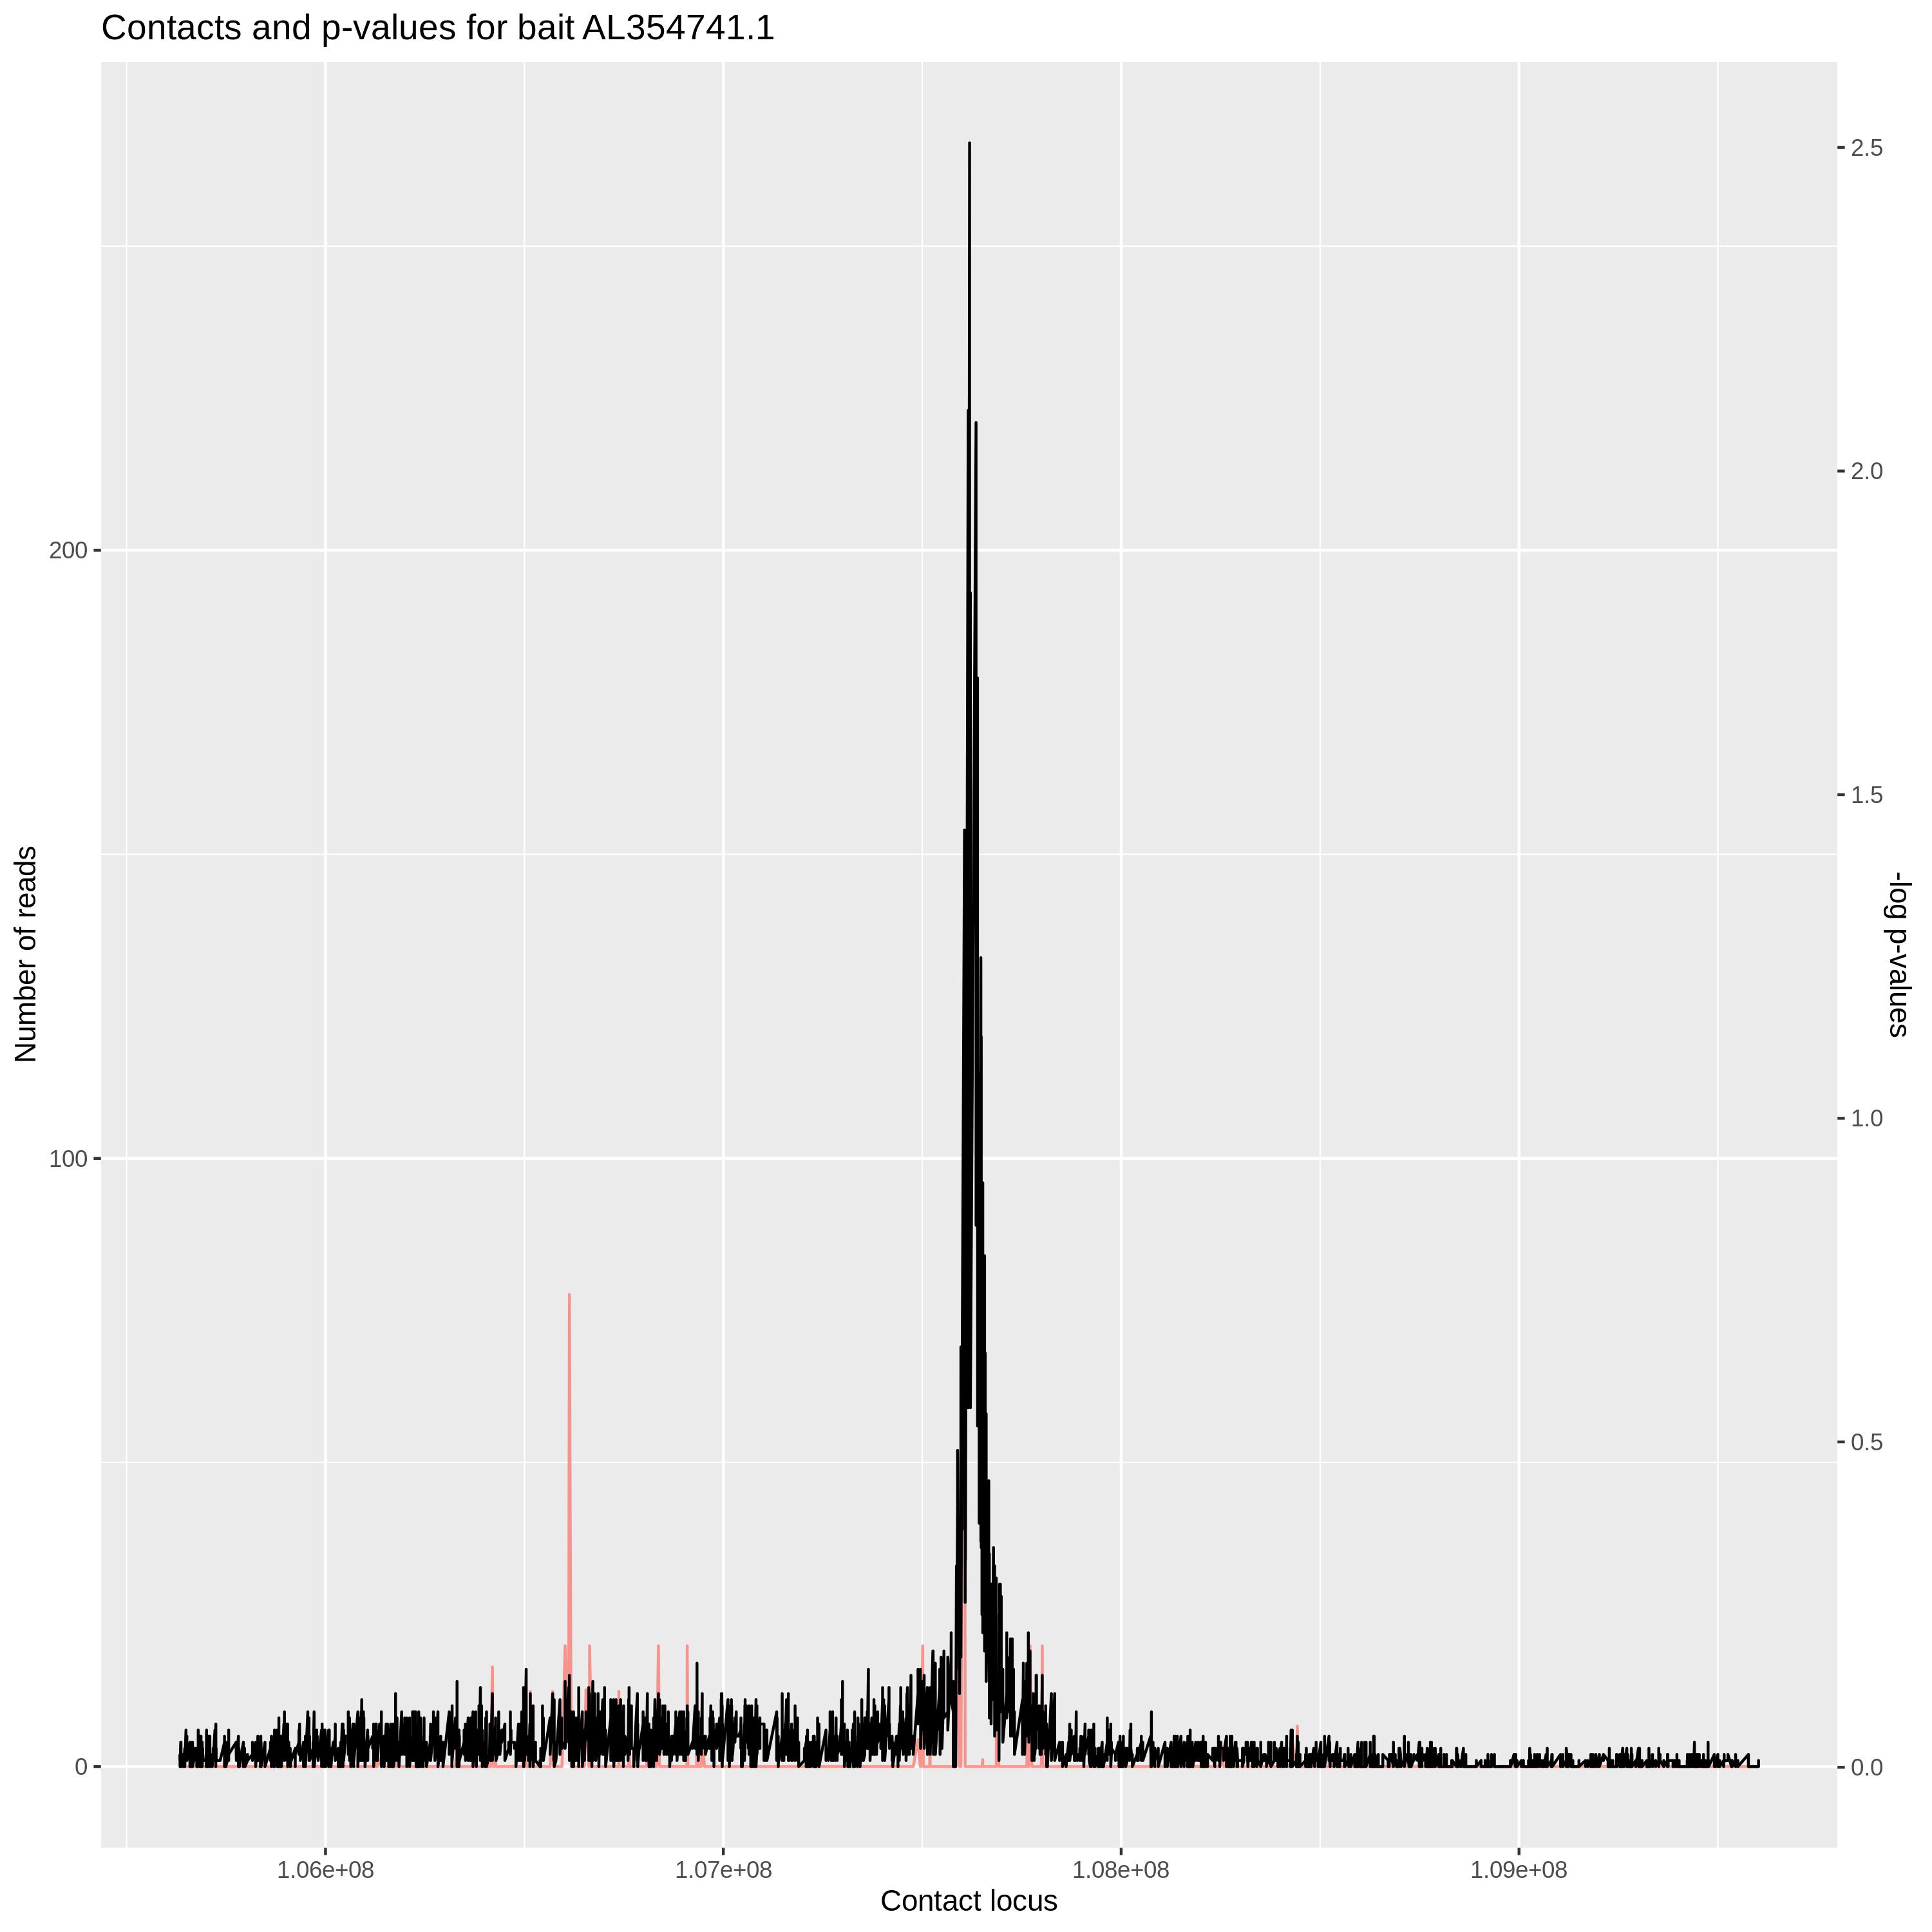 Contacts and p-values for bait AL354741.1
Number of reads
200
100
0
2.5
2.0
1.5
1.0
0.5
0.0
-log p-values
1.06e+08 1.07e+08 1.08e+08 1.09e+08
Contact locus